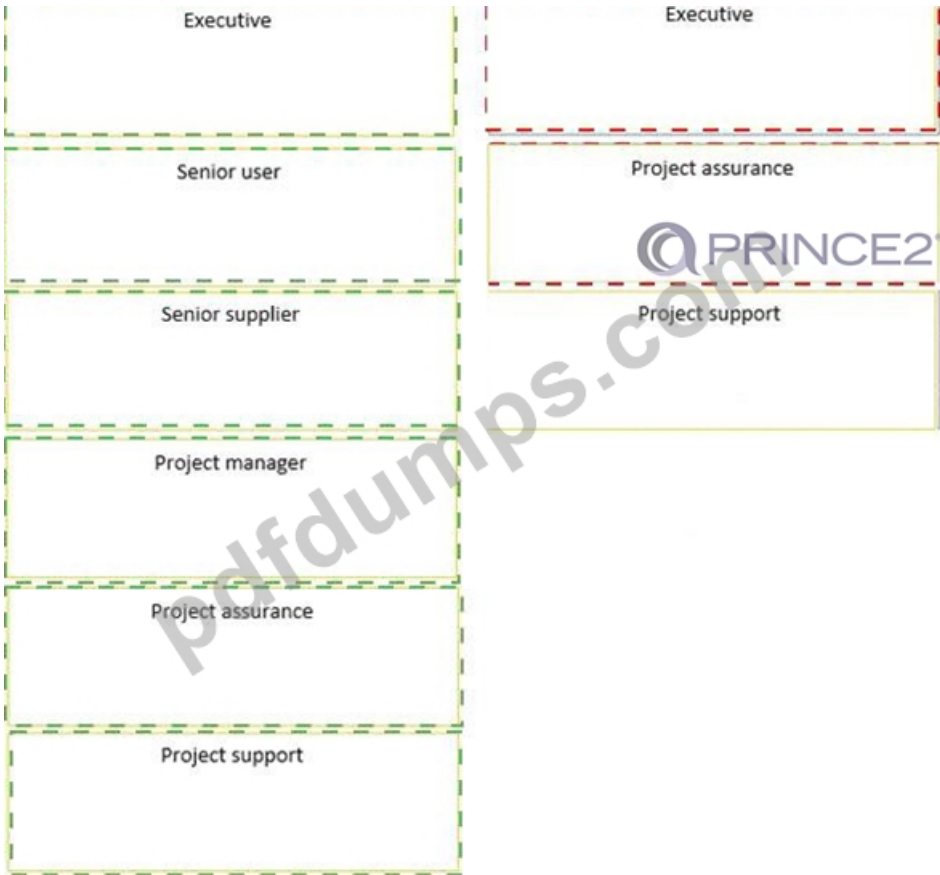 Executive
Senior user
Senior supplier
Project manager
Project assurance
Project support
Executive
Project assurance
PRINCE2
Project support
pdfdumps.com